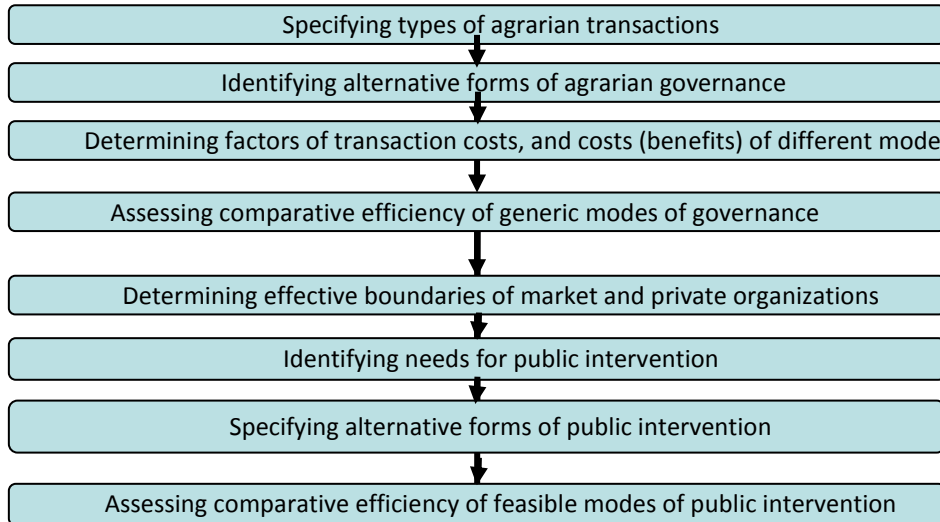 Specifying types of agrarian transactions
Identifying alternative forms of agrarian governance
Determining factors of transaction costs, and costs (benefits) of different mode
Assessing comparative efficiency of generic modes of governance
Determining effective boundaries of market and private organizations
Identifying needs for public intervention
Specifying alternative forms of public intervention
Assessing comparative efficiency of feasible modes of public intervention